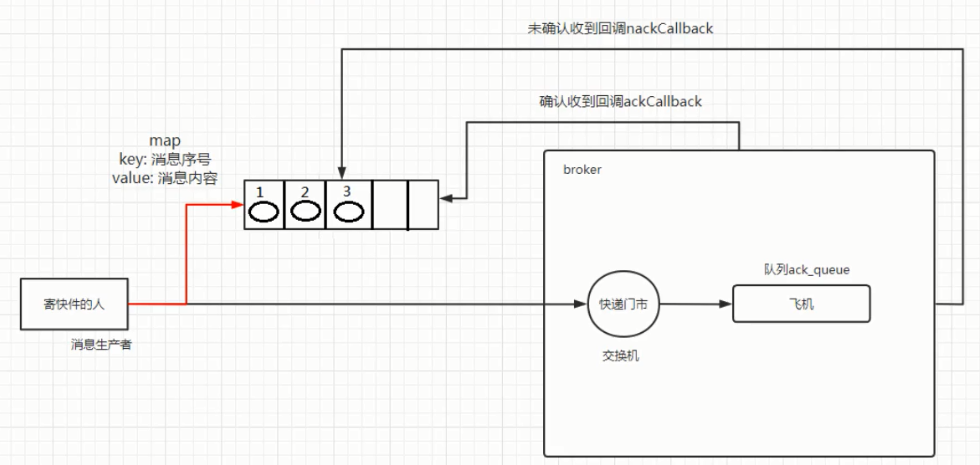 未确认收到回调nackCallback
确认收到回调ackCallback
map
key: 消息序号
value: 消息内容
broker
1
2
3
队列ack_queue
寄快件的人
快递门市
飞机
消息生产者
交换机